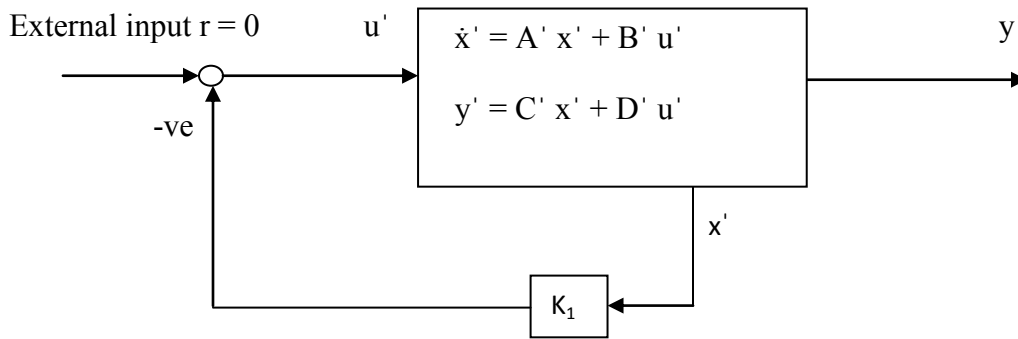 External input r = 0
u'
ẋ' = A' x' + B' u'
y
y' = C' x' + D' u'
-ve
x'
K₁